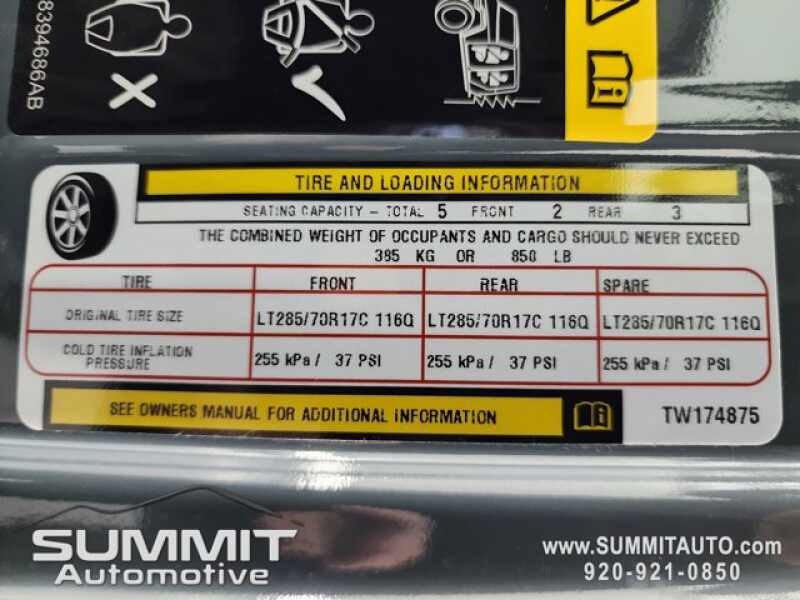 8394686AB
TIRE AND LOADING INFORMATION
SEATING CAPACITY - TOTAL 5 FRONT 2 REAR 3
THE COMBINED WEIGHT OF OCCUPANTS AND CARGO SHOULD NEVER EXCEED
385 KG OR 850 LB
TIRE FRONT REAR SPARE
ORIGINAL TIRE SIZE LT285/70R17C 116Q LT285/70R17C 116Q LT285/70R17C 116Q
COLD TIRE INFLATION
PRESSURE 255 kPa / 37 PSI 255 kPa / 37 PSI 255 kPa / 37 PSI
SEE OWNERS MANUAL FOR ADDITIONAL INFORMATION TW174875
SUMMIT
Automotive
www.SUMMITAUTO.com
920-921-0850